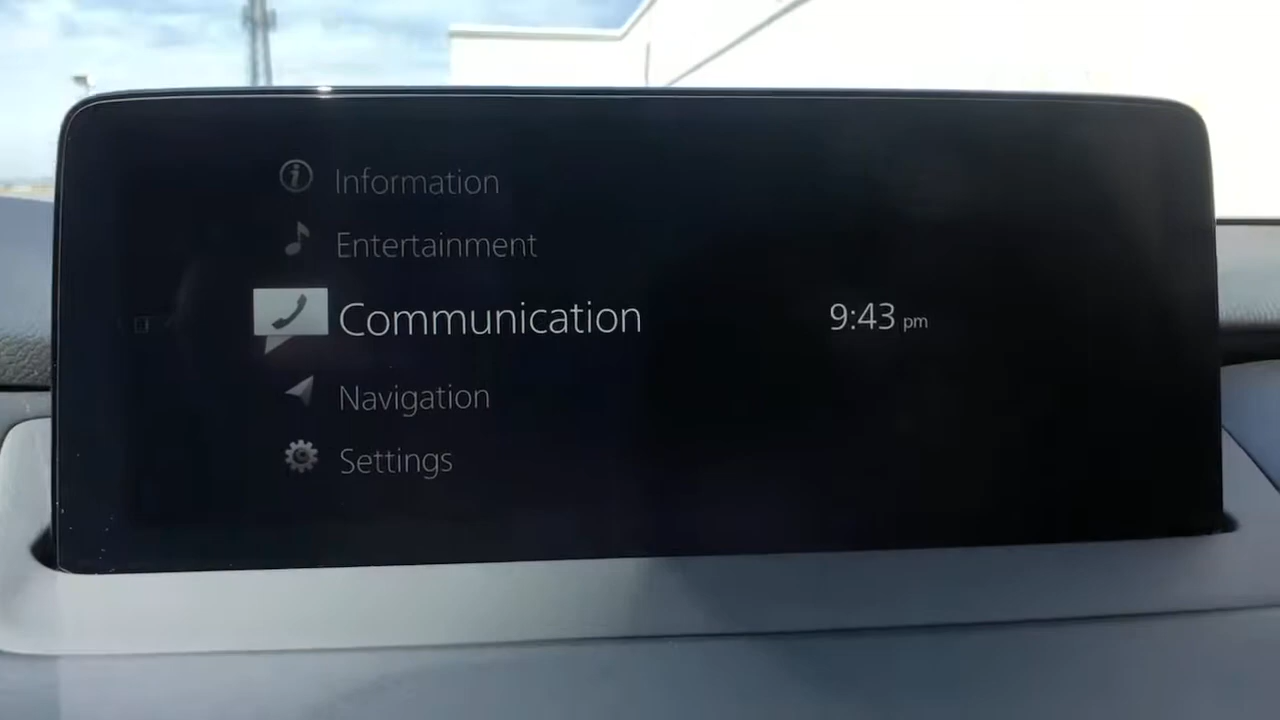 Information
Entertainment
Communication
9:43 pm
Navigation
Settings